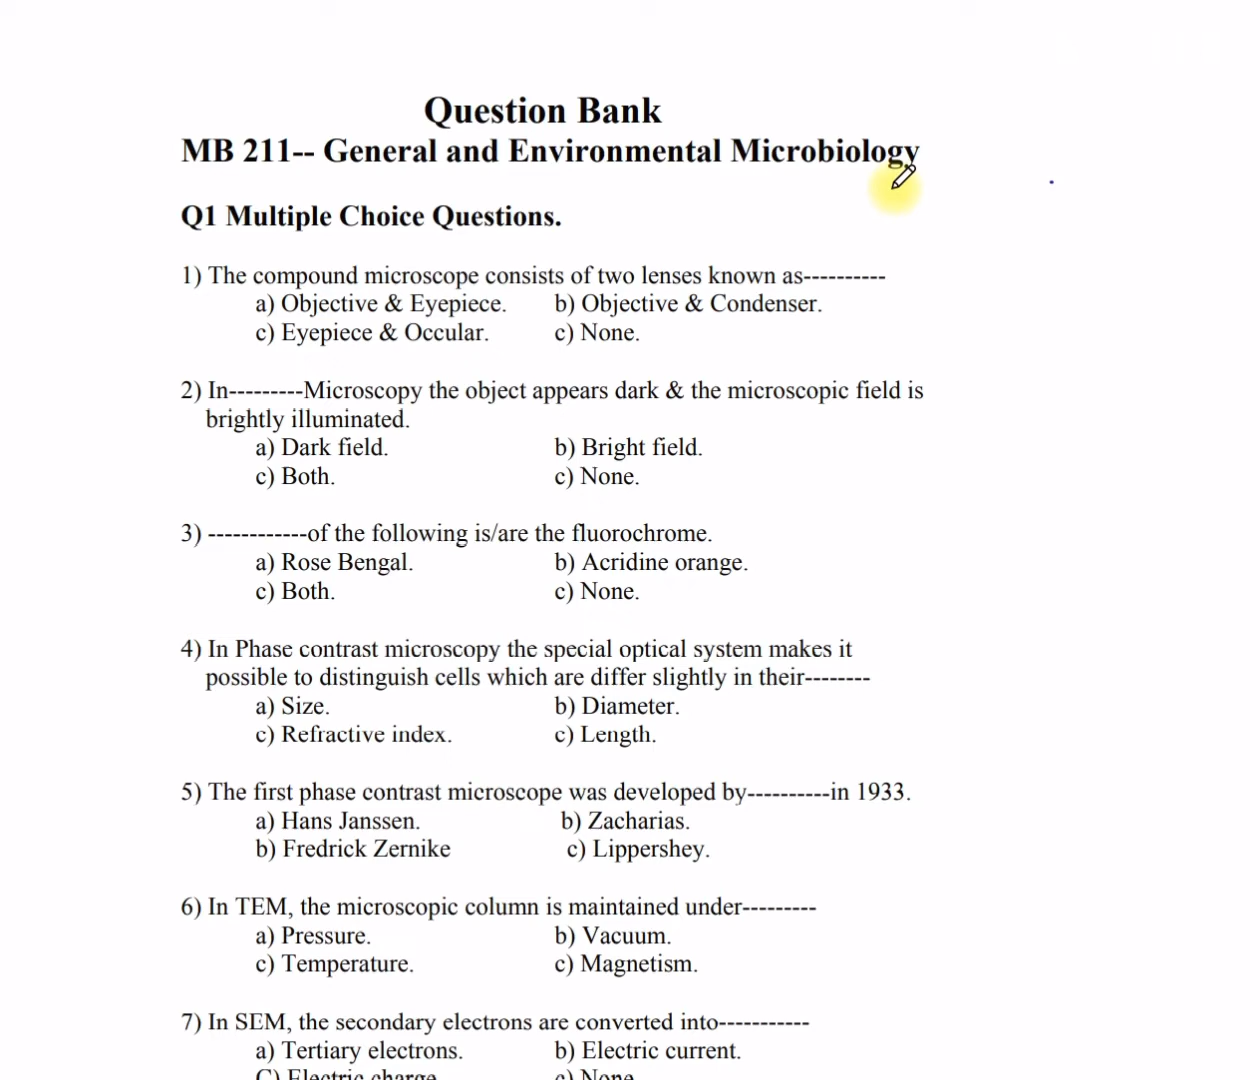 Question Bank
MB 211-- General and Environmental Microbiology
Q1 Multiple Choice Questions.
1) The compound microscope consists of two lenses known as----------
a) Objective & Eyepiece. b) Objective & Condenser.
c) Eyepiece & Occular. c) None.
2) In---------Microscopy the object appears dark & the microscopic field is
brightly illuminated.
a) Dark field. b) Bright field.
c) Both. c) None.
3) ------------of the following is/are the fluorochrome.
a) Rose Bengal. b) Acridine orange.
c) Both. c) None.
4) In Phase contrast microscopy the special optical system makes it
possible to distinguish cells which are differ slightly in their--------
a) Size. b) Diameter.
c) Refractive index. c) Length.
5) The first phase contrast microscope was developed by----------in 1933.
a) Hans Janssen. b) Zacharias.
b) Fredrick Zernike c) Lippershey.
6) In TEM, the microscopic column is maintained under---------
a) Pressure. b) Vacuum.
c) Temperature. c) Magnetism.
7) In SEM, the secondary electrons are converted into-----------
a) Tertiary electrons. b) Electric current.
C) Electric charge. c) None.